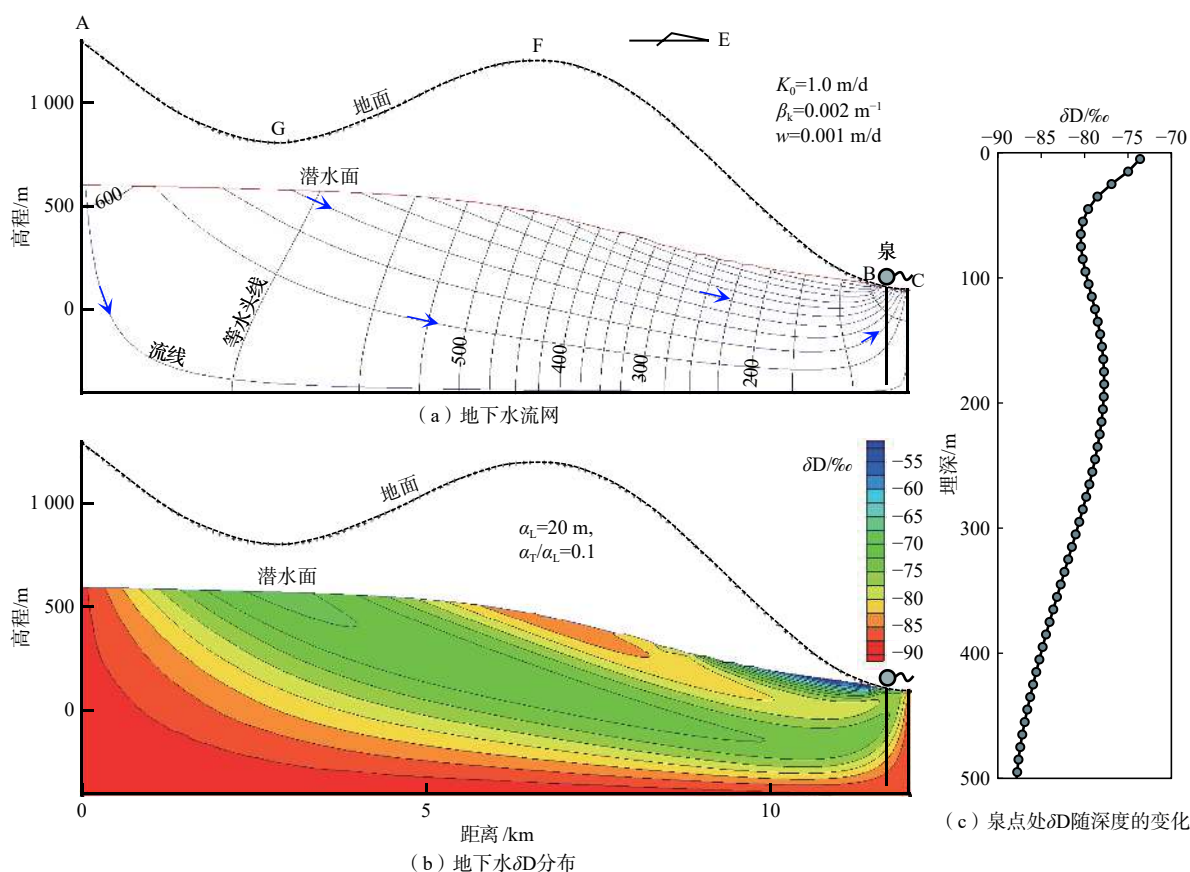 A
F
E
1 000
地面
K₀=1.0 m/d
βₖ=0.002 m⁻¹
w=0.001 m/d
G
潜水面
600
500
高程/m
泉
B
C
0
等水头线
流线
500
400
300
200
（a）地下水流网
δD/‰
−90
−85
−80
−75
−70
0
100
200
300
400
500
埋深/m
（c）泉点处δD随深度的变化
1 000
地面
αL=20 m,
αT/αL=0.1
δD/‰
−55
−60
−65
−70
−75
−80
−85
−90
潜水面
500
高程/m
0
0
5
10
距离/km
（b）地下水δD分布